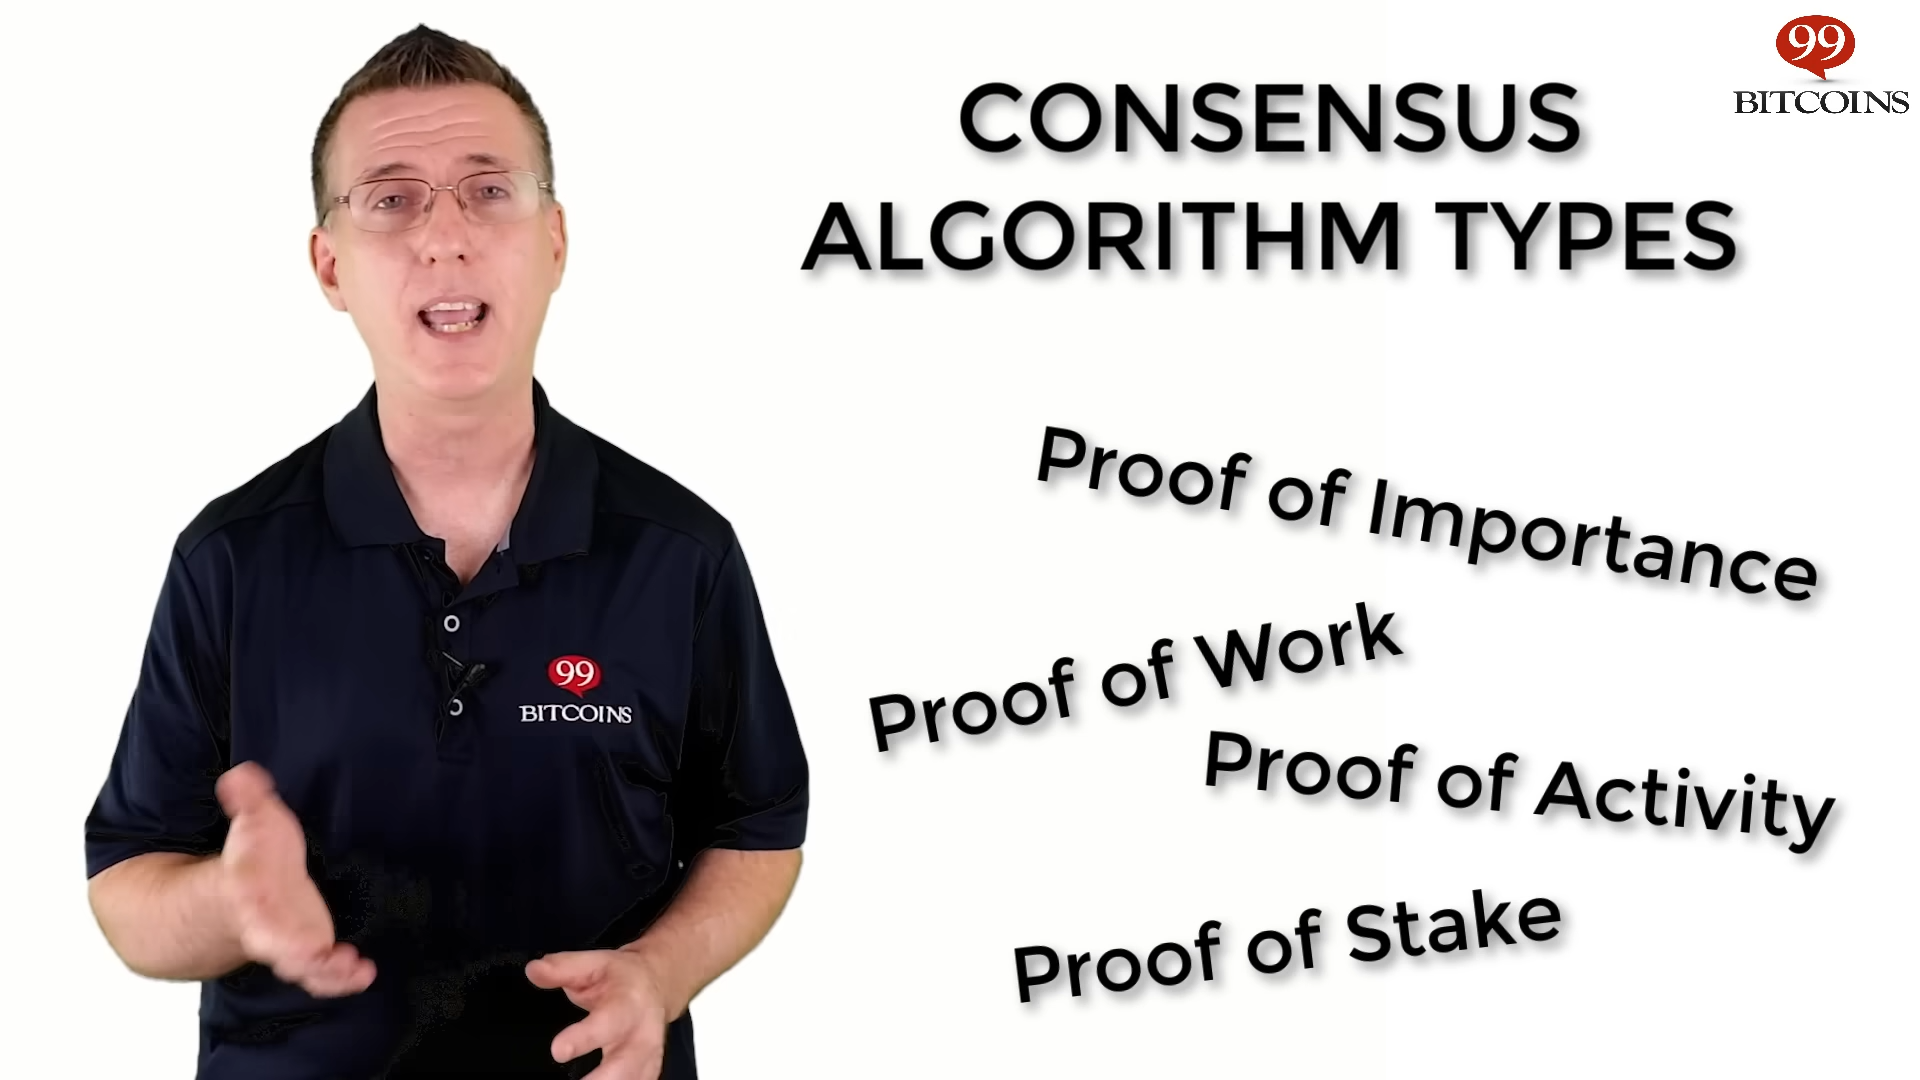 99
BITCOINS
CONSENSUS
ALGORITHM TYPES
Proof of Importance
Proof of Work
Proof of Activity
Proof of Stake
99
BITCOINS